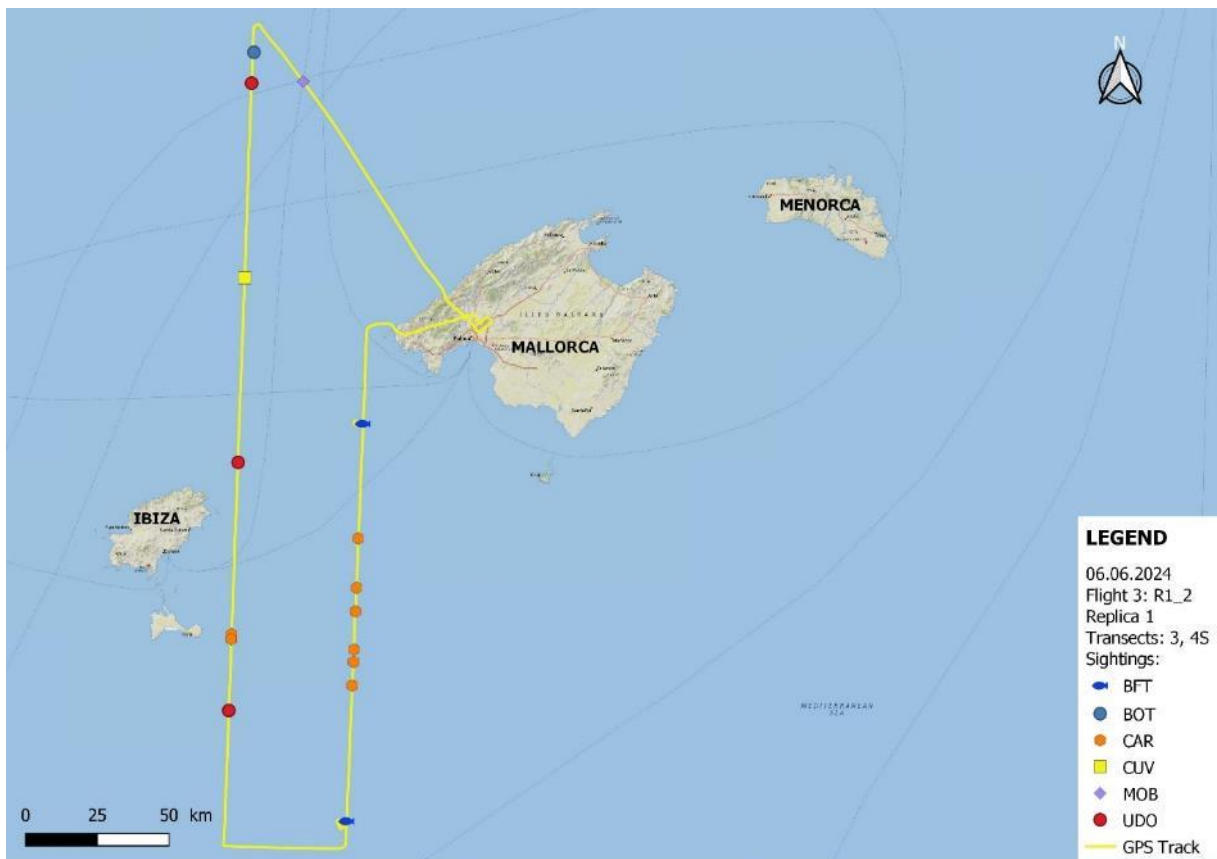 N
MENORCA
ILLES BALEARS
Palma
MALLORCA
IBIZA
MEDITERRANEAN
SEA
0 25 50 km
LEGEND
06.06.2024
Flight 3: R1_2
Replica 1
Transects: 3, 4S
Sightings:
BFT
BOT
CAR
CUV
MOB
UDO
GPS Track